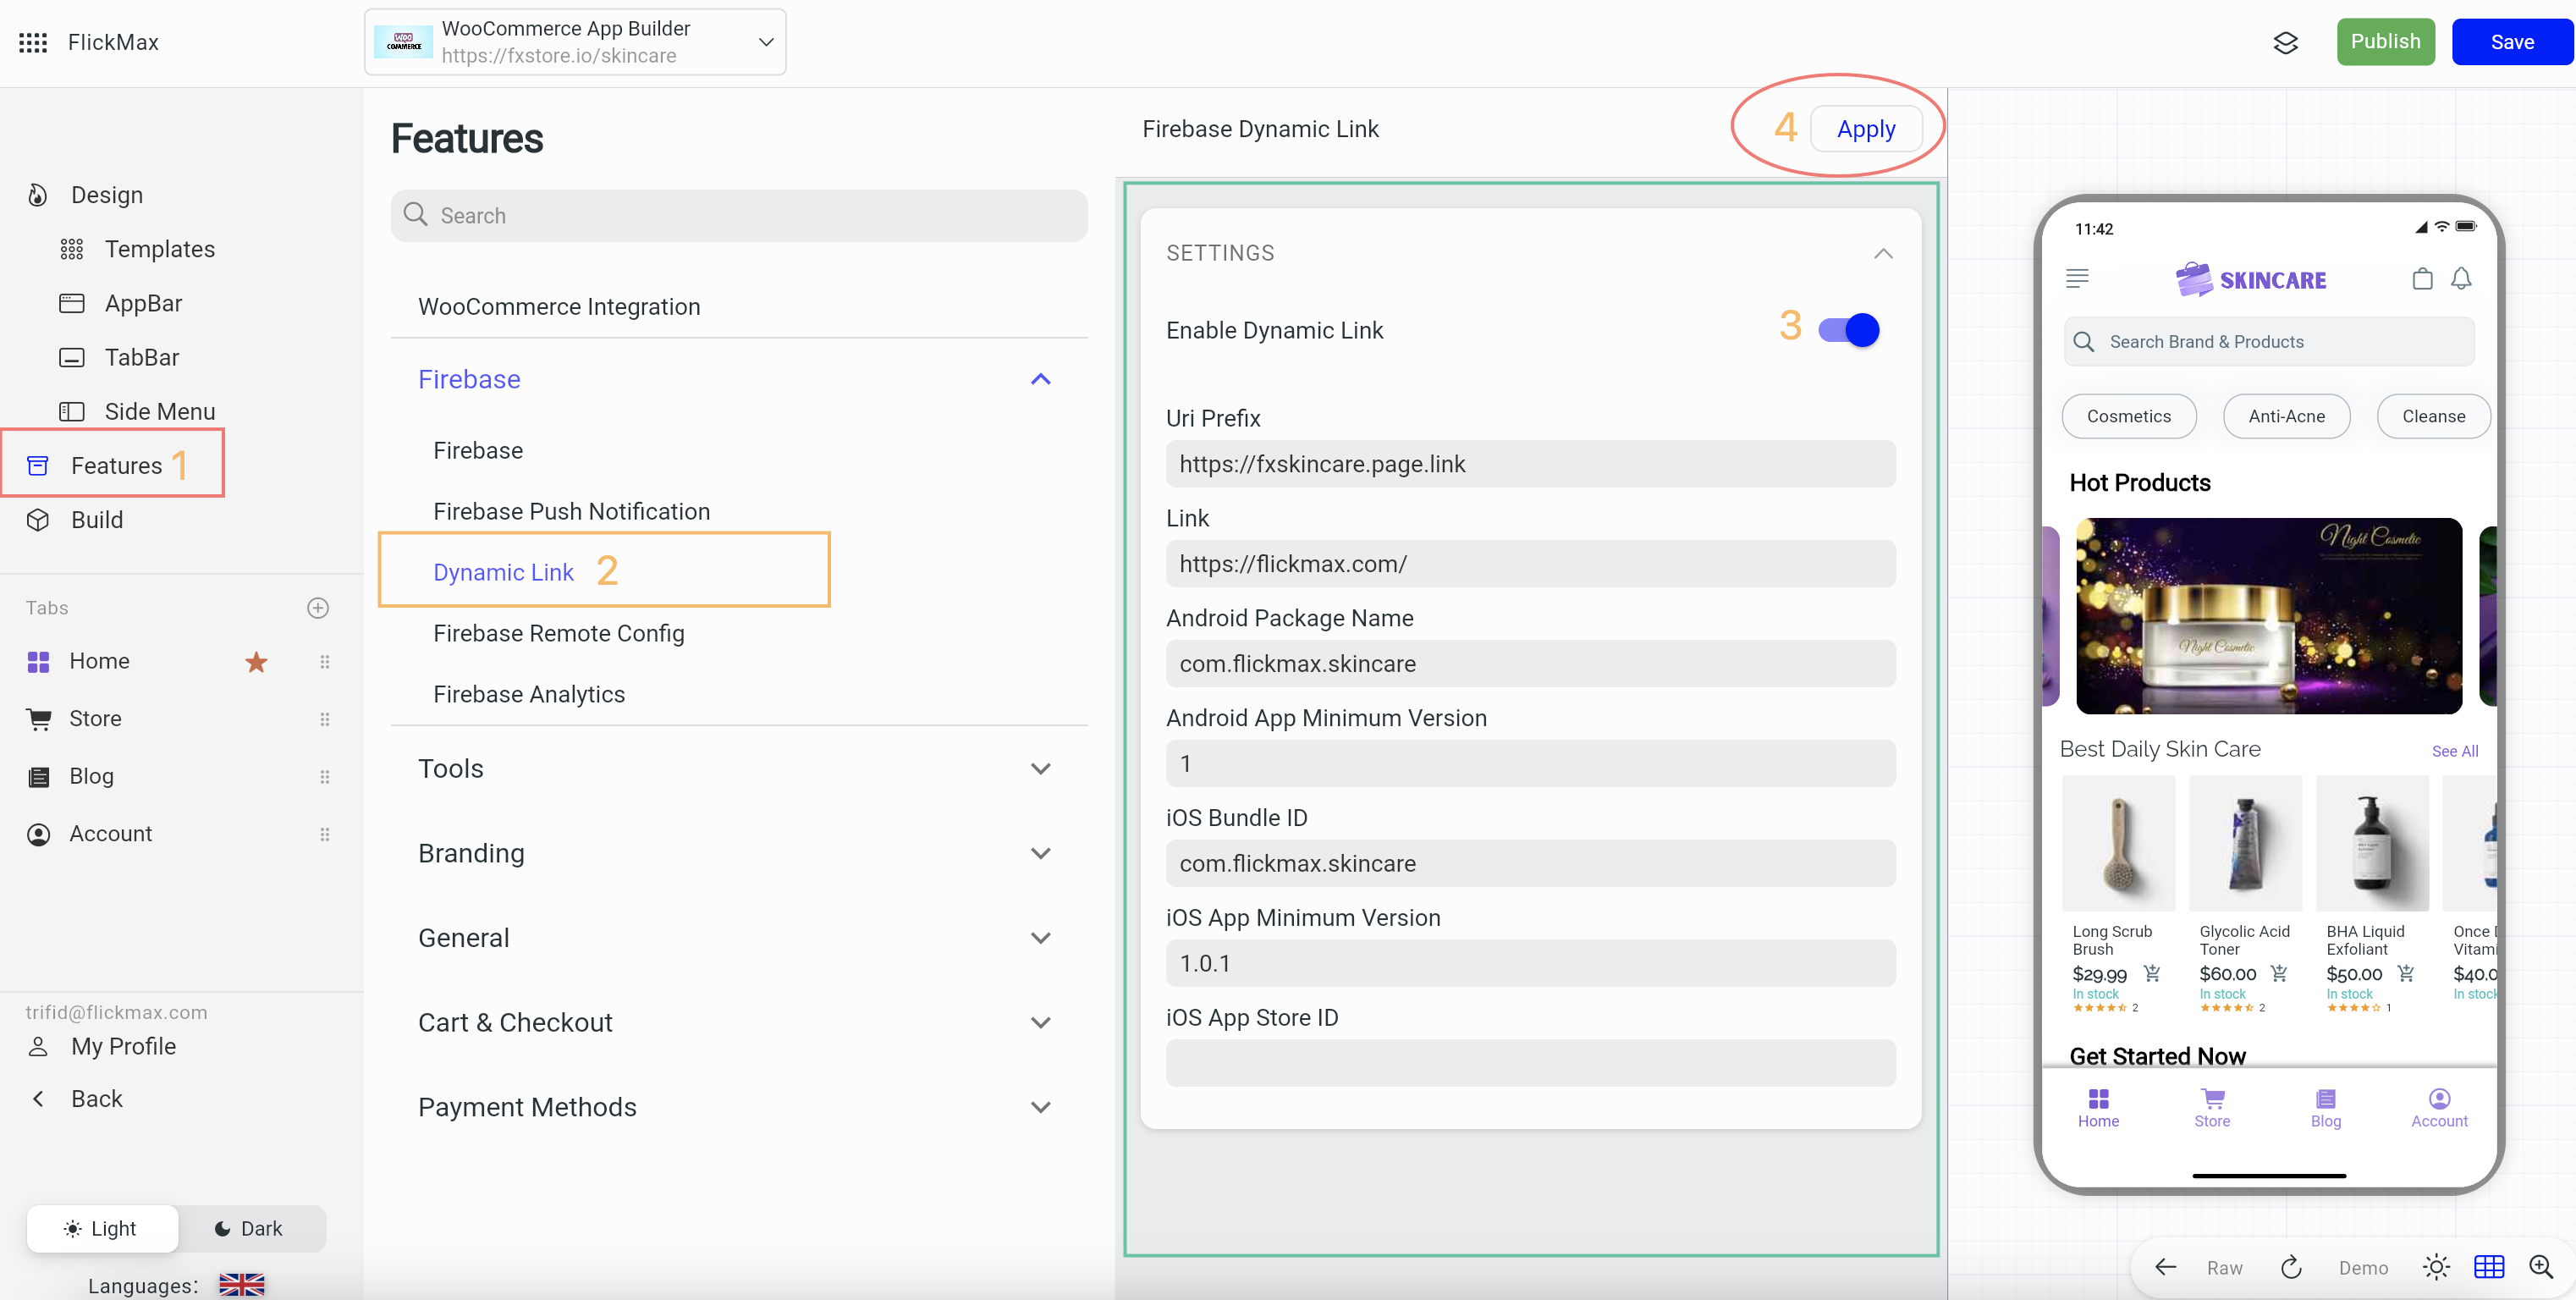 FlickMax
WOO
COMMERCE
WooCommerce App Builder
https://fxstore.io/skincare
Publish
Save
Design
Templates
AppBar
TabBar
Side Menu
Features 1
Build
Tabs
Home
Store
Blog
Account
trifid@flickmax.com
My Profile
Back
Light
Dark
Languages:
Features
Search
WooCommerce Integration
Firebase
Firebase
Firebase Push Notification
Dynamic Link 2
Firebase Remote Config
Firebase Analytics
Tools
Branding
General
Cart & Checkout
Payment Methods
Firebase Dynamic Link
4 Apply
SETTINGS
Enable Dynamic Link 3
Uri Prefix
https://fxskincare.page.link
Link
https://flickmax.com/
Android Package Name
com.flickmax.skincare
Android App Minimum Version
1
iOS Bundle ID
com.flickmax.skincare
iOS App Minimum Version
1.0.1
iOS App Store ID
11:42
SKINCARE
Search Brand & Products
Cosmetics
Anti-Acne
Cleanse
Hot Products
Night Cosmetic
Night Cosmetic
Best Daily Skin Care
See All
Long Scrub
Brush
$29.99
In stock
2
Glycolic Acid
Toner
$60.00
In stock
2
BHA Liquid
Exfoliant
$50.00
In stock
1
Once
Vitami
$40.0
In stock
Get Started Now
Home
Store
Blog
Account
Raw
Demo